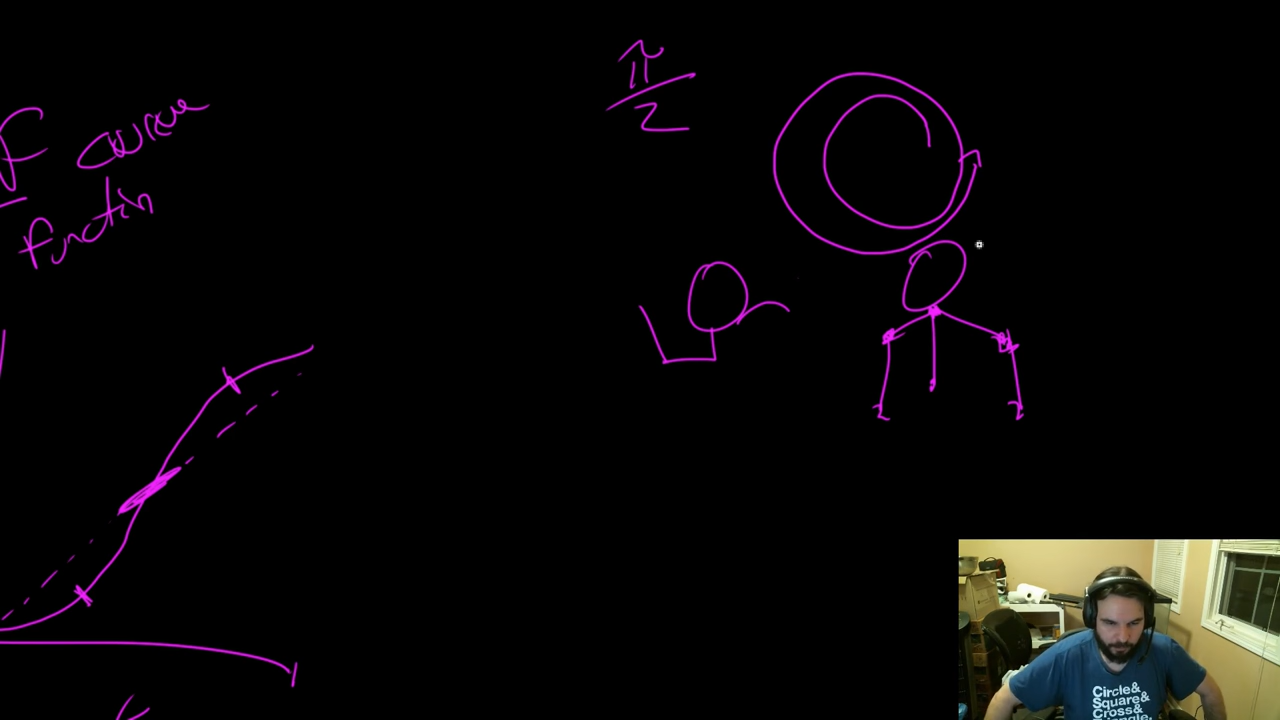 F curve
function
π/2
Circle&
Square&
Cross&